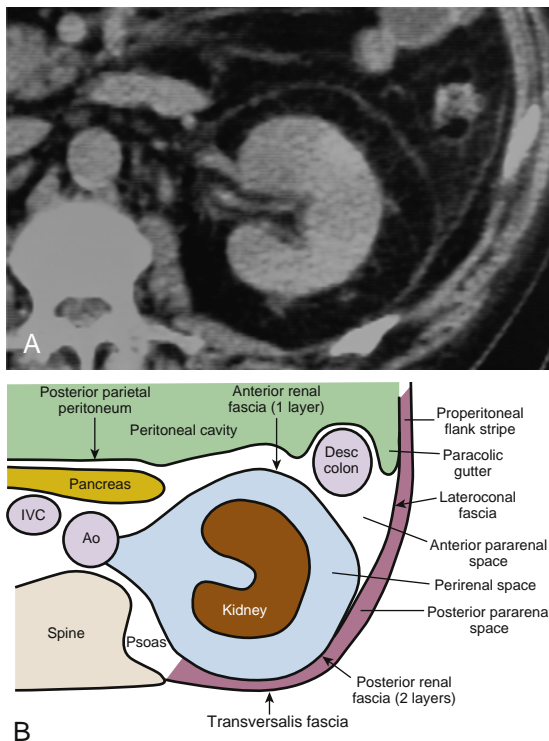 A
Posterior parietal
peritoneum
Anterior renal
fascia (1 layer)
Peritoneal cavity
Properitoneal
flank stripe
Desc
colon
Paracolic
gutter
Pancreas
Lateroconal
fascia
IVC
Ao
Anterior pararenal
space
Perirenal space
Kidney
Posterior pararena
space
Spine
Psoas
Posterior renal
fascia (2 layers)
Transversalis fascia
B